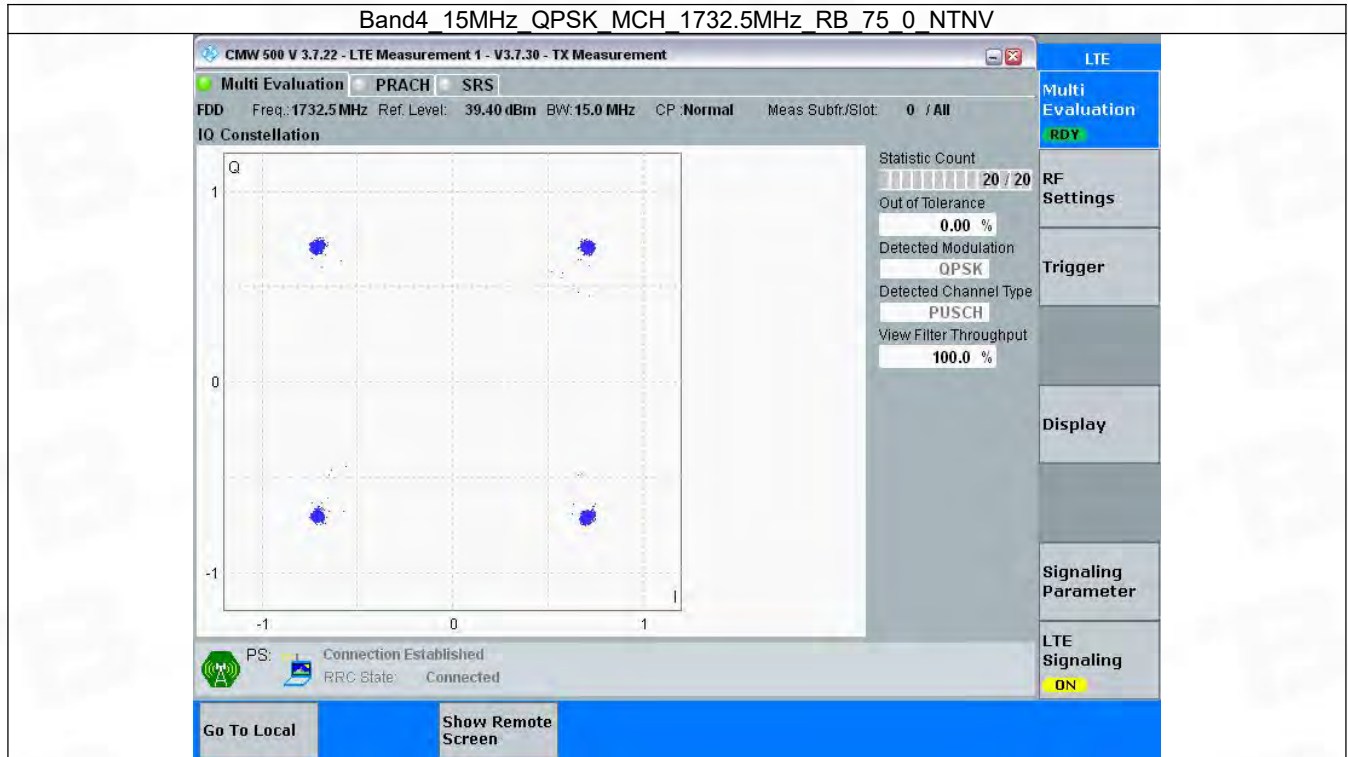 Band4_15MHz_QPSK_MCH_1732.5MHz_RB_75_0_NTNV
CMW 500 V 3.7.22 - LTE Measurement 1 - V3.7.30 - TX Measurement
LTE
Multi Evaluation PRACH SRS
Multi
Evaluation
RDY
FDD Freq.:1732.5 MHz Ref. Level: 39.40 dBm BW:15.0 MHz CP :Normal Meas Subfr./Slot: 0 / All
IQ Constellation
Q
1
0
-1
I
-1 0 1
Statistic Count
20 / 20
Out of Tolerance
0.00 %
Detected Modulation
QPSK
Detected Channel Type
PUSCH
View Filter Throughput
100.0 %
RF
Settings
Trigger
Display
Signaling
Parameter
LTE
Signaling
ON
PS: Connection Established
RRC State: Connected
Go To Local
Show Remote
Screen